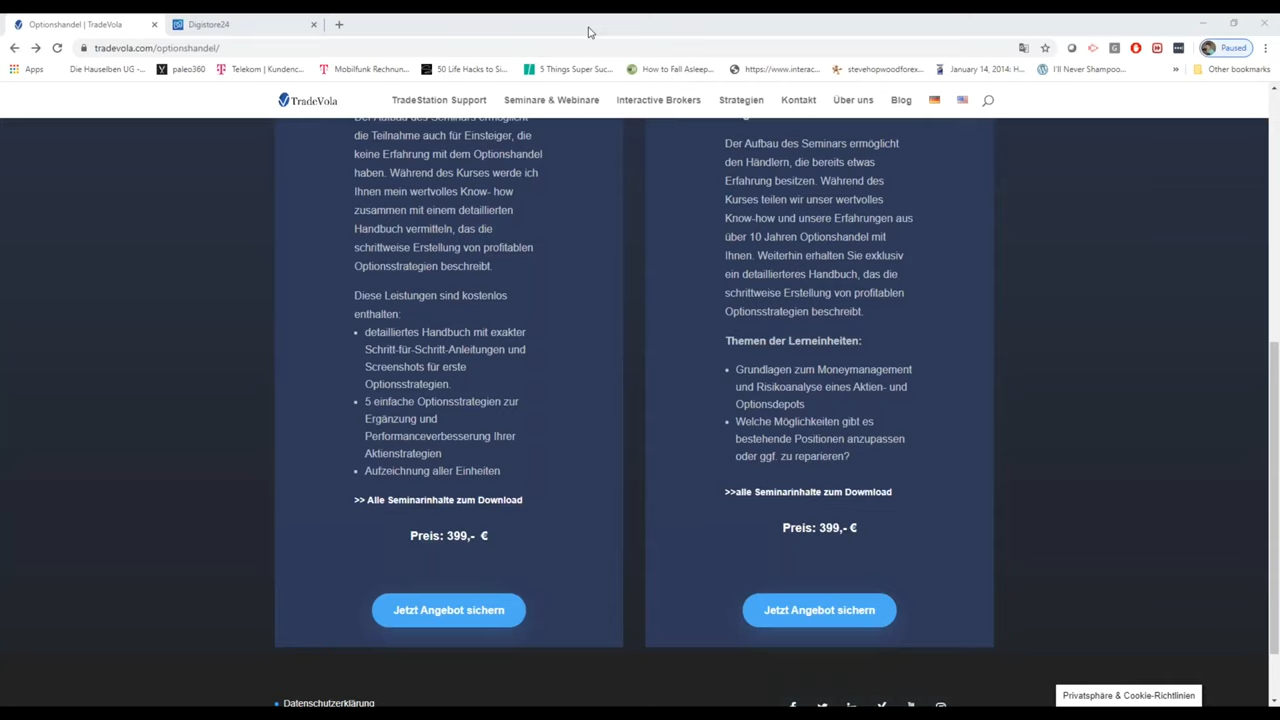 Optionshandel | TradeVola
Digistore24
tradevola.com/optionshandel/
Paused
Apps
Die Hauselben UG -...
paleo360
Telekom | Kundenc...
Mobilfunk Rechnun...
50 Life Hacks to Si...
5 Things Super Suc...
How to Fall Asleep...
https://www.interac...
stevehopwoodforex...
January 14, 2014: H...
I'll Never Shampoo...
»
Other bookmarks
TradeVola
TradeStation Support
Seminare & Webinare
Interactive Brokers
Strategien
Kontakt
Über uns
Blog
Der Aufbau des Seminars ermöglicht
die Teilnahme auch für Einsteiger, die
keine Erfahrung mit dem Optionshandel
haben. Während des Kurses werde ich
Ihnen mein wertvolles Know- how
zusammen mit einem detaillierten
Handbuch vermitteln, das die
schrittweise Erstellung von profitablen
Optionsstrategien beschreibt.
Diese Leistungen sind kostenlos
enthalten:
• detailliertes Handbuch mit exakter
Schritt-für-Schritt-Anleitungen und
Screenshots für erste
Optionsstrategien.
• 5 einfache Optionsstrategien zur
Ergänzung und
Performanceverbesserung Ihrer
Aktienstrategien
• Aufzeichnung aller Einheiten
>> Alle Seminarinhalte zum Download
Preis: 399,- €
Jetzt Angebot sichern
Der Aufbau des Seminars ermöglicht
den Händlern, die bereits etwas
Erfahrung besitzen. Während des
Kurses teilen wir unser wertvolles
Know-how und unsere Erfahrungen aus
über 10 Jahren Optionshandel mit
Ihnen. Weiterhin erhalten Sie exklusiv
ein detaillierteres Handbuch, das die
schrittweise Erstellung von profitablen
Optionsstrategien beschreibt.
Themen der Lerneinheiten:
• Grundlagen zum Moneymanagement
und Risikoanalyse eines Aktien- und
Optionsdepots
• Welche Möglichkeiten gibt es
bestehende Positionen anzupassen
oder ggf. zu reparieren?
>>alle Seminarinhalte zum Dowmload
Preis: 399,- €
Jetzt Angebot sichern
• Datenschutzerklärung
Privatsphäre & Cookie-Richtlinien